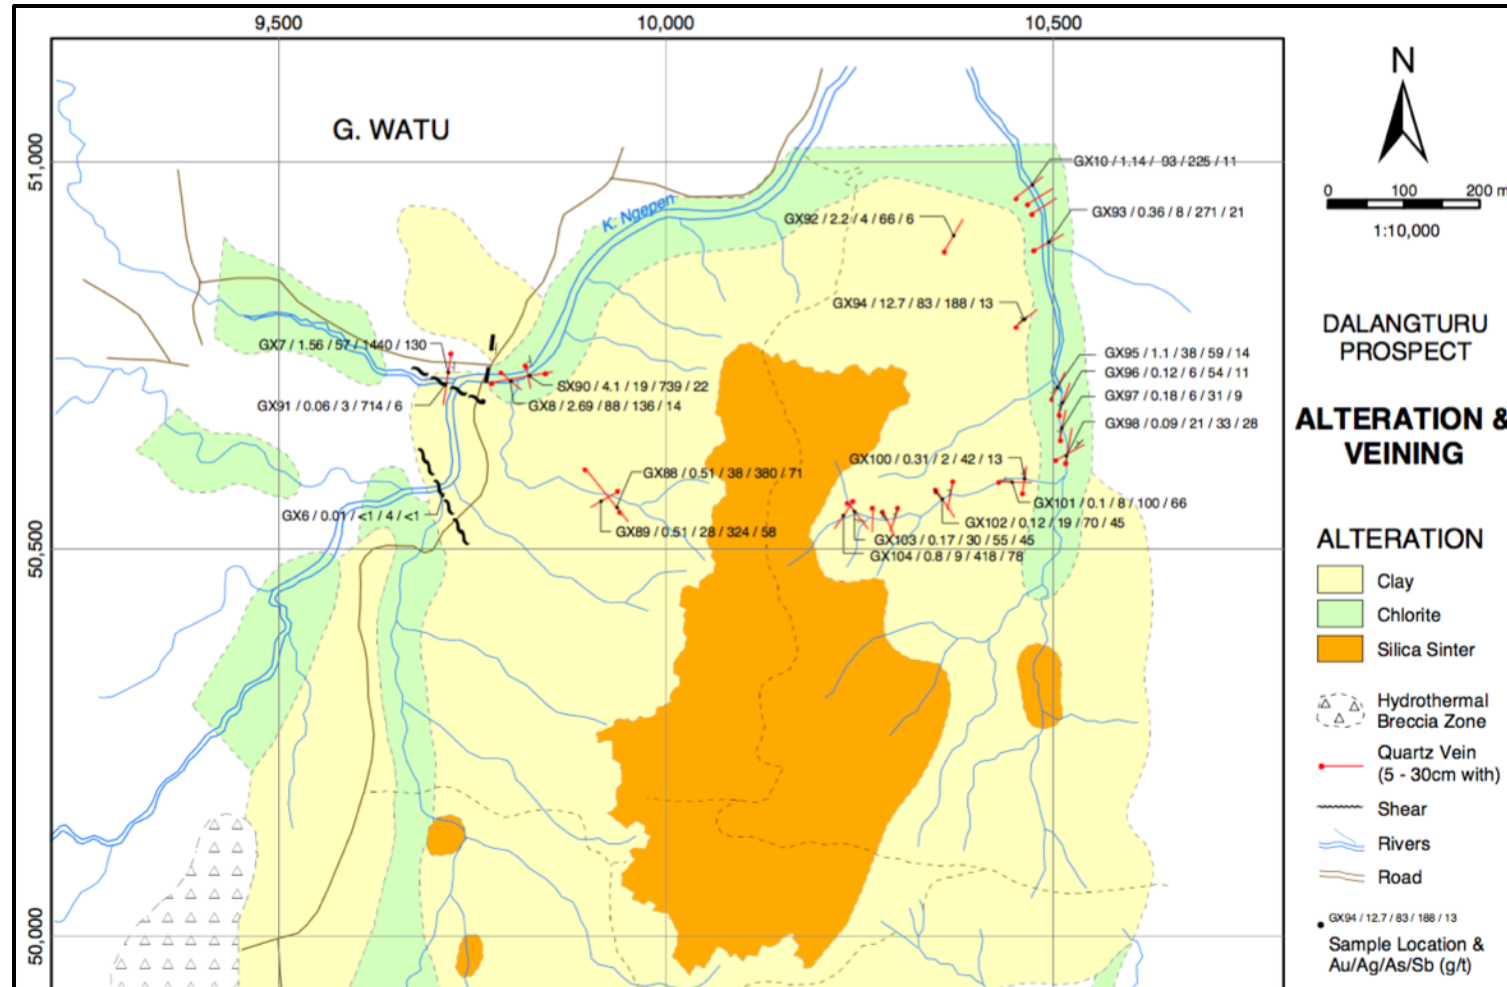 9,500
10,000
10,500
51,000
50,500
50,000
G. WATU
K. Ngepen
GX10 / 1.14 / 93 / 225 / 11
GX92 / 2.2 / 4 / 66 / 6
GX93 / 0.36 / 8 / 271 / 21
GX94 / 12.7 / 83 / 188 / 13
GX7 / 1.56 / 57 / 1440 / 130
GX95 / 1.1 / 38 / 59 / 14
GX96 / 0.12 / 6 / 54 / 11
SX90 / 4.1 / 19 / 739 / 22
GX97 / 0.18 / 6 / 31 / 9
GX91 / 0.06 / 3 / 714 / 6
GX8 / 2.69 / 88 / 136 / 14
GX98 / 0.09 / 21 / 33 / 28
GX100 / 0.31 / 2 / 42 / 13
GX88 / 0.51 / 38 / 380 / 71
GX101 / 0.1 / 8 / 100 / 66
GX6 / 0.01 / <1 / 4 / <1
GX102 / 0.12 / 19 / 70 / 45
GX89 / 0.51 / 28 / 324 / 58
GX103 / 0.17 / 30 / 55 / 45
GX104 / 0.8 / 9 / 418 / 78
N
0 100 200 m
1:10,000
DALANGTURU
PROSPECT
ALTERATION &
VEINING
ALTERATION
Clay
Chlorite
Silica Sinter
Hydrothermal
Breccia Zone
Quartz Vein
(5 - 30cm with)
Shear
Rivers
Road
GX94 / 12.7 / 83 / 188 / 13
Sample Location &
Au/Ag/As/Sb (g/t)